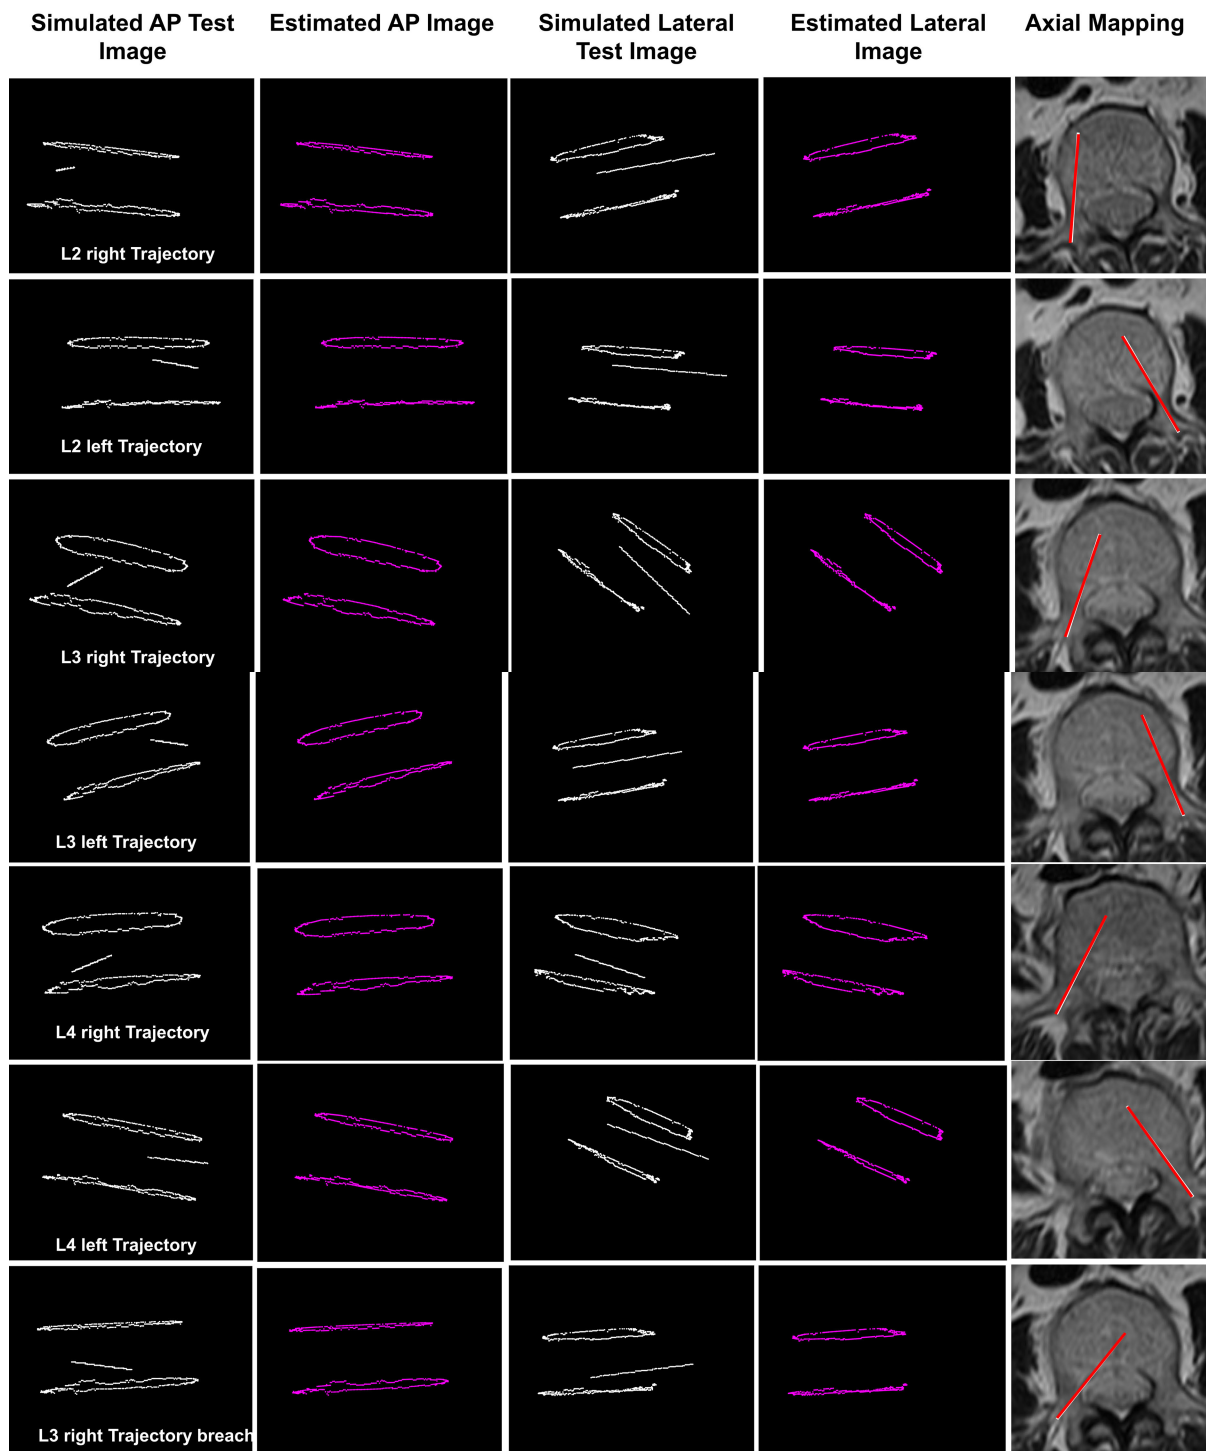 Simulated AP Test
Image
Estimated AP Image
Simulated Lateral
Test Image
Estimated Lateral
Image
Axial Mapping
L2 right Trajectory
L2 left Trajectory
L3 right Trajectory
L3 left Trajectory
L4 right Trajectory
L4 left Trajectory
L3 right Trajectory breach